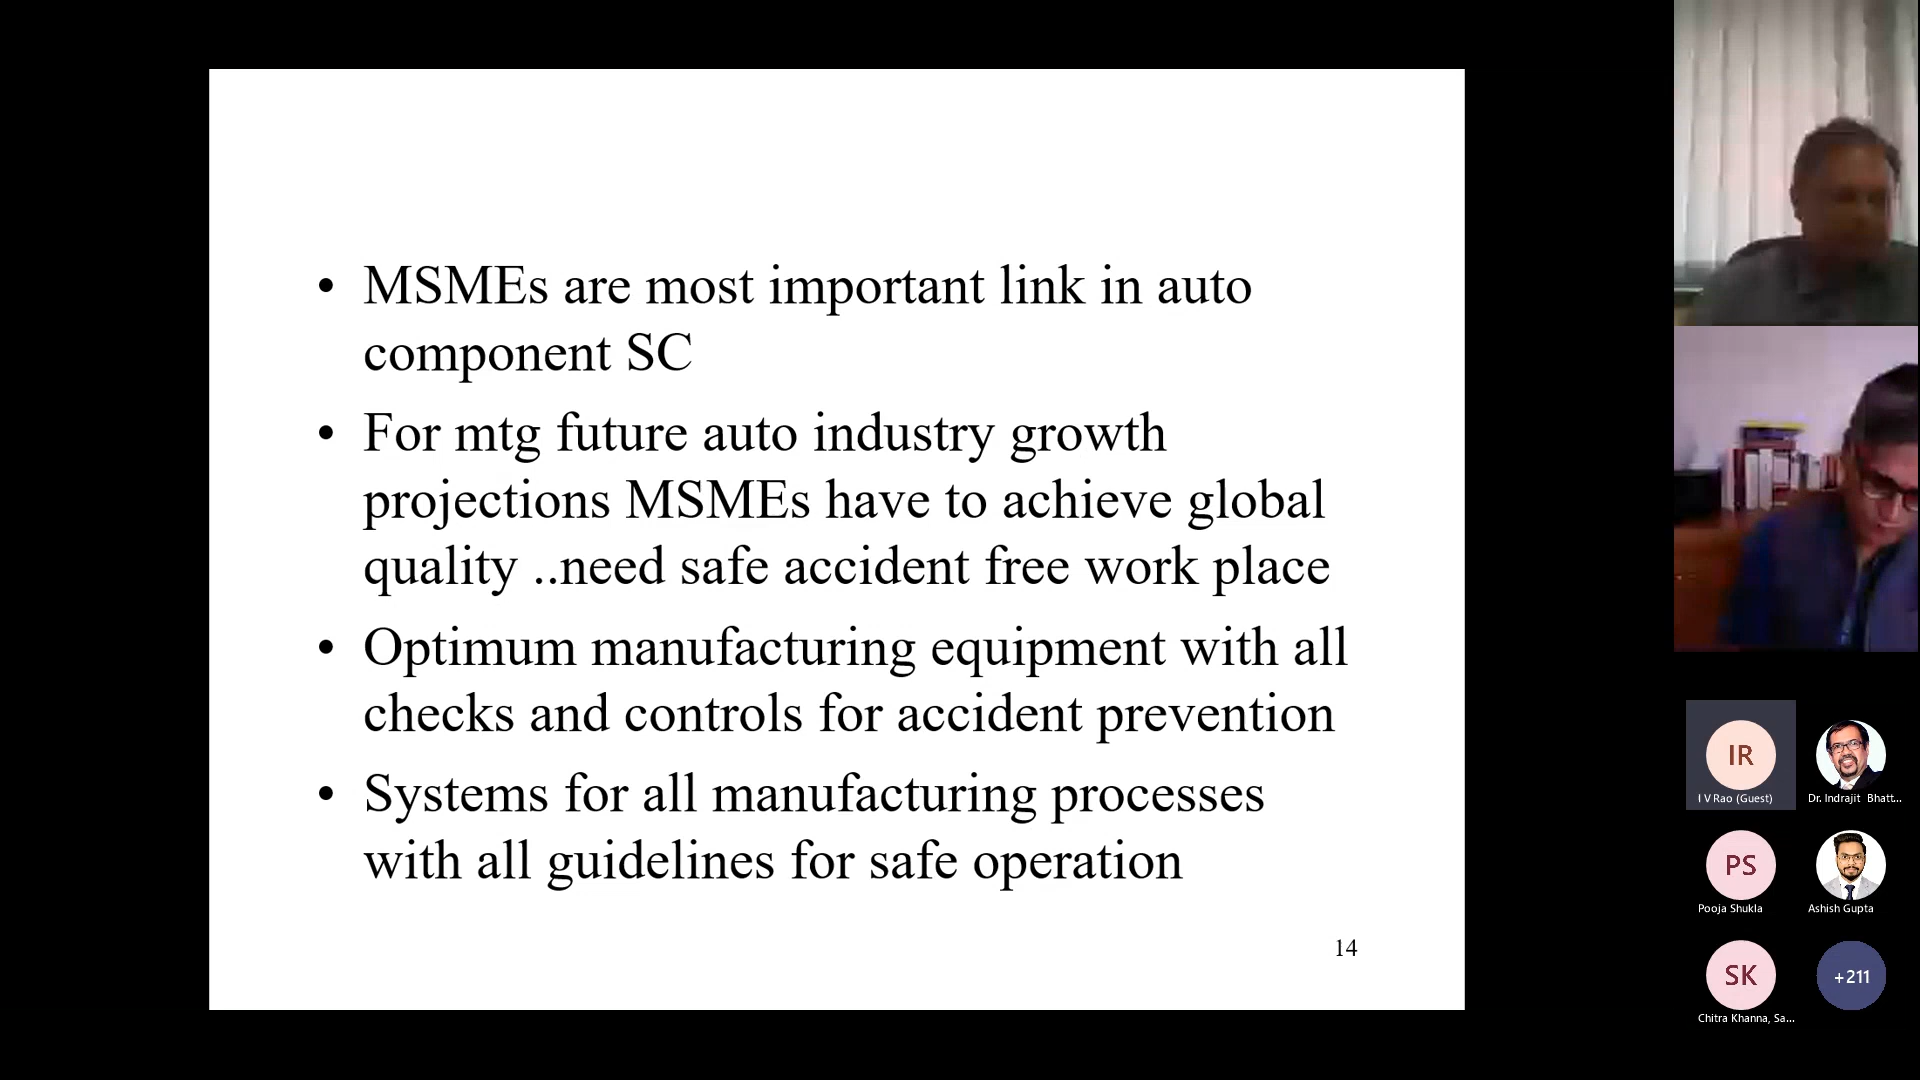 • MSMEs are most important link in auto
component SC
• For mtg future auto industry growth
projections MSMEs have to achieve global
quality ..need safe accident free work place
• Optimum manufacturing equipment with all
checks and controls for accident prevention
• Systems for all manufacturing processes
with all guidelines for safe operation
14
IR
I V Rao (Guest)
Dr. Indrajit Bhatt...
PS
Pooja Shukla
Ashish Gupta
SK
+211
Chitra Khanna, Sa...